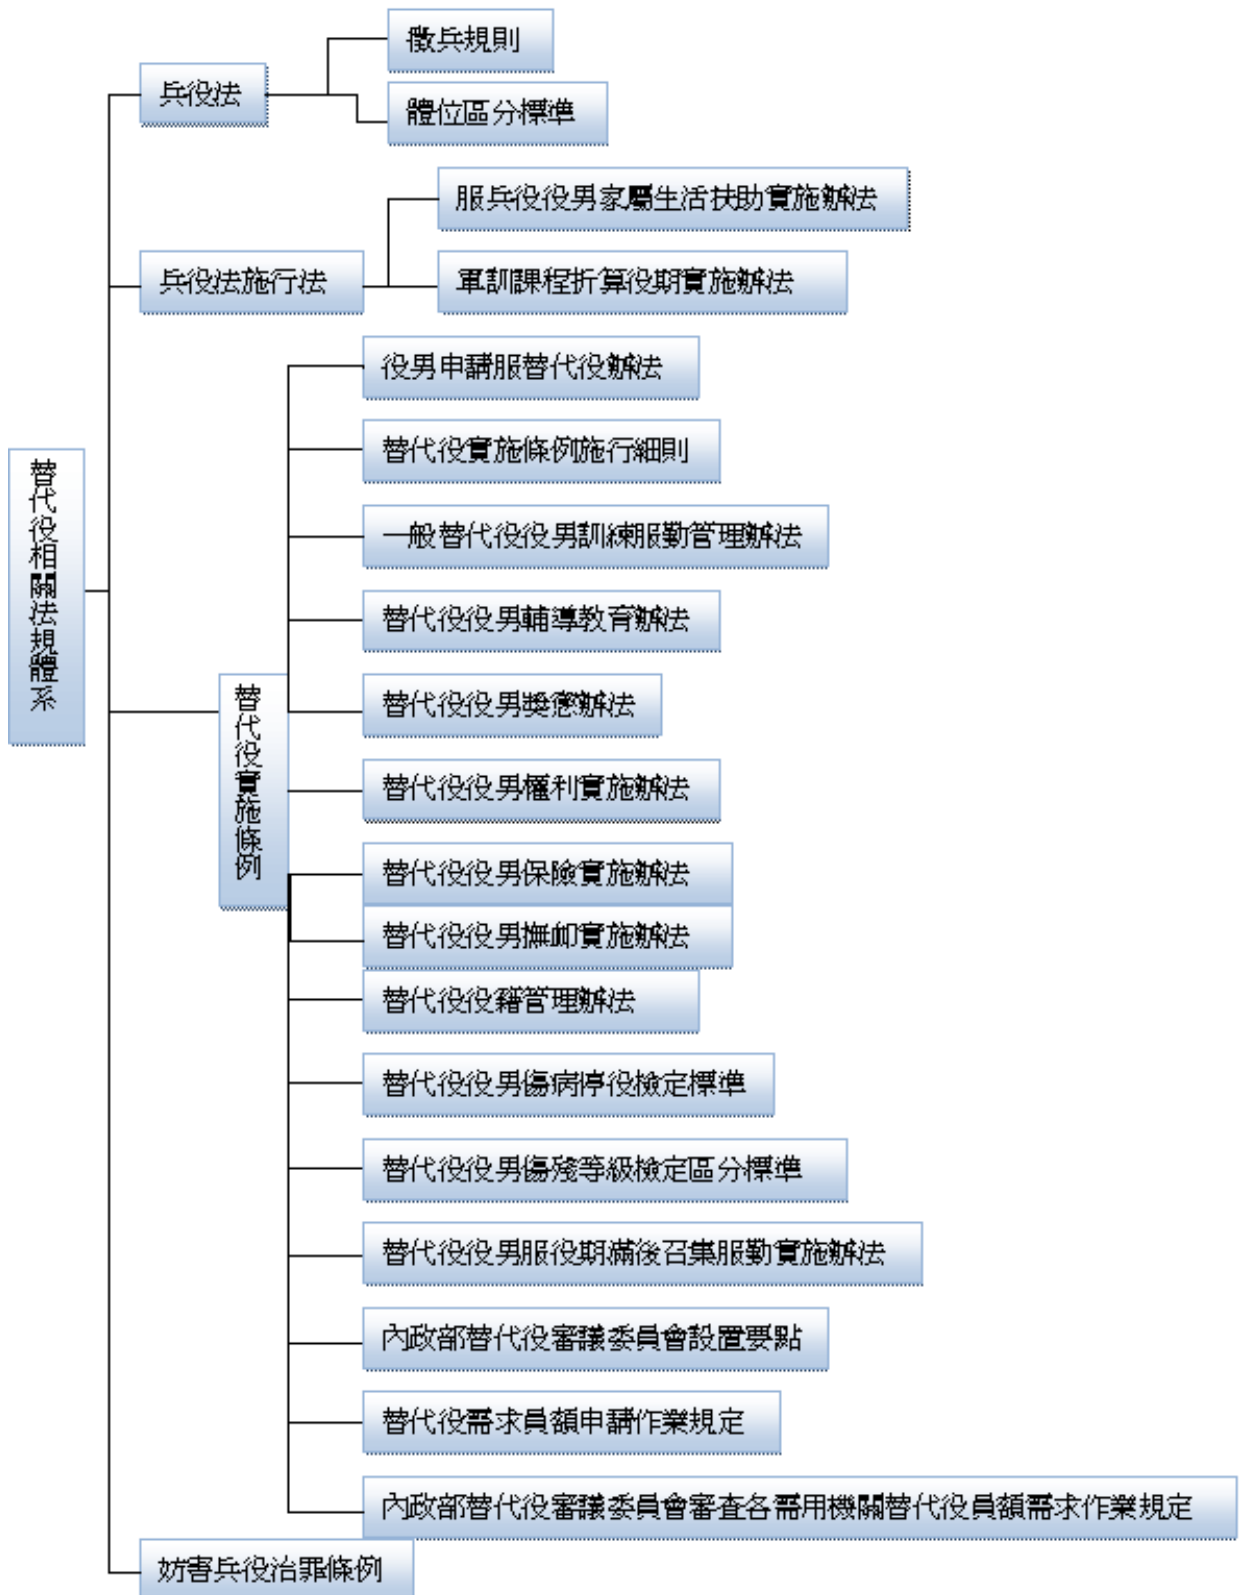 替代役相關法規體系
兵役法
徵兵規則
體位區分標準
兵役法施行法
服兵役役男家屬生活扶助實施辦法
軍訓課程折算役期實施辦法
替代役實施條例
役男申請服替代役辦法
替代役實施條例施行細則
一般替代役役男訓練服勤管理辦法
替代役役男輔導教育辦法
替代役役男獎懲辦法
替代役役男權利實施辦法
替代役役男保險實施辦法
替代役役男撫卹實施辦法
替代役役籍管理辦法
替代役役男傷病停役檢定標準
替代役役男傷殘等級檢定區分標準
替代役役男服役期滿後召集服勤實施辦法
內政部替代役審議委員會設置要點
替代役需求員額申請作業規定
內政部替代役審議委員會審查各需用機關替代役員額需求作業規定
妨害兵役治罪條例